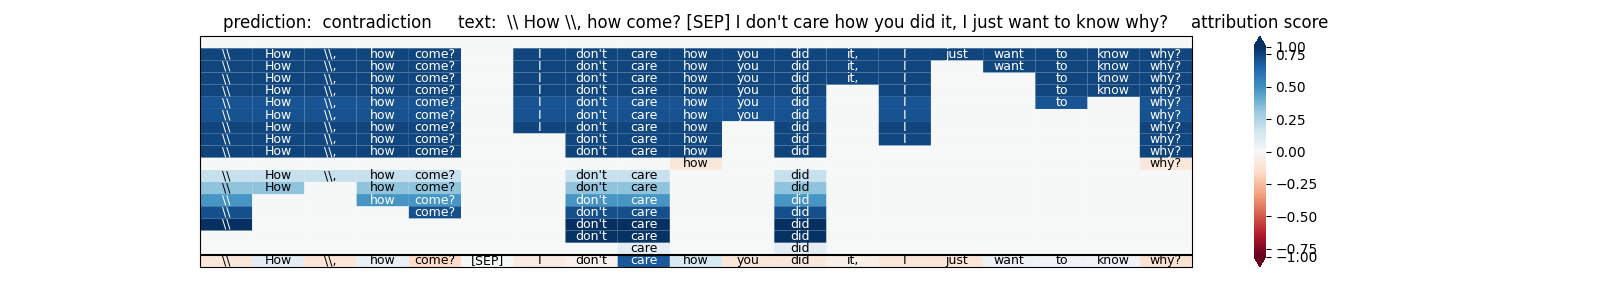 prediction: contradiction text: \\ How \\, how come? [SEP] I don't care how you did it, I just want to know why? attribution score
\\ How \\, how come? I don't care how you did it, I just want to know why?
\\ How \\, how come? I don't care how you did it, I want to know why?
\\ How \\, how come? I don't care how you did it, I to know why?
\\ How \\, how come? I don't care how you did I to know why?
\\ How \\, how come? I don't care how you did I to why?
\\ How \\, how come? I don't care how you did I why?
\\ How \\, how come? I don't care how did I why?
\\ How \\, how come? don't care how did why?
\\ How \\, how come? don't care how did why?
how why?
\\ How \\, how come? don't care did
\\ How how come? don't care did
\\ how come? don't care did
\\ come? don't care did
\\ don't care did
don't care did
care did
\\ How \\, how come? [SEP] I don't care how you did it, I just want to know why?
1.00
0.75
0.50
0.25
0.00
−0.25
−0.50
−0.75
−1.00